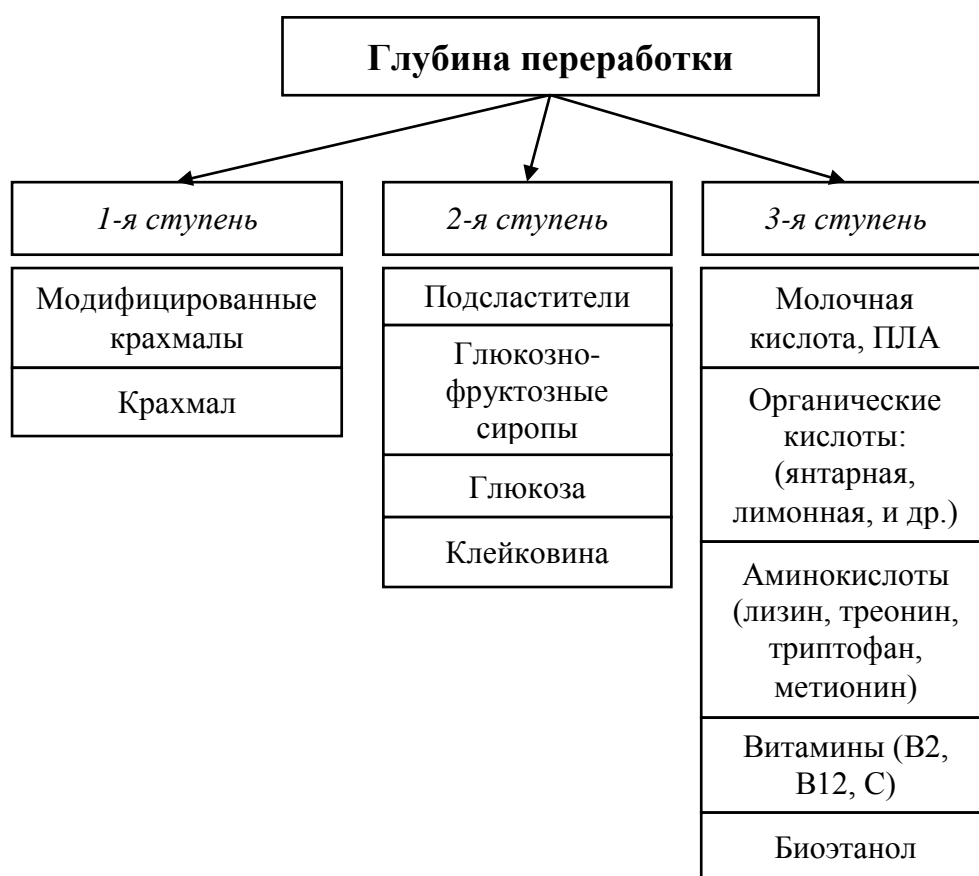 Глубина переработки
1-я ступень
2-я ступень
3-я ступень
Модифицированные
крахмалы
Крахмал
Подсластители
Глюкозно-
фруктозные
сиропы
Глюкоза
Клейковина
Молочная
кислота, ПЛА
Органические
кислоты:
(янтарная,
лимонная, и др.)
Аминокислоты
(лизин, треонин,
триптофан,
метионин)
Витамины (В2,
В12, С)
Биоэтанол